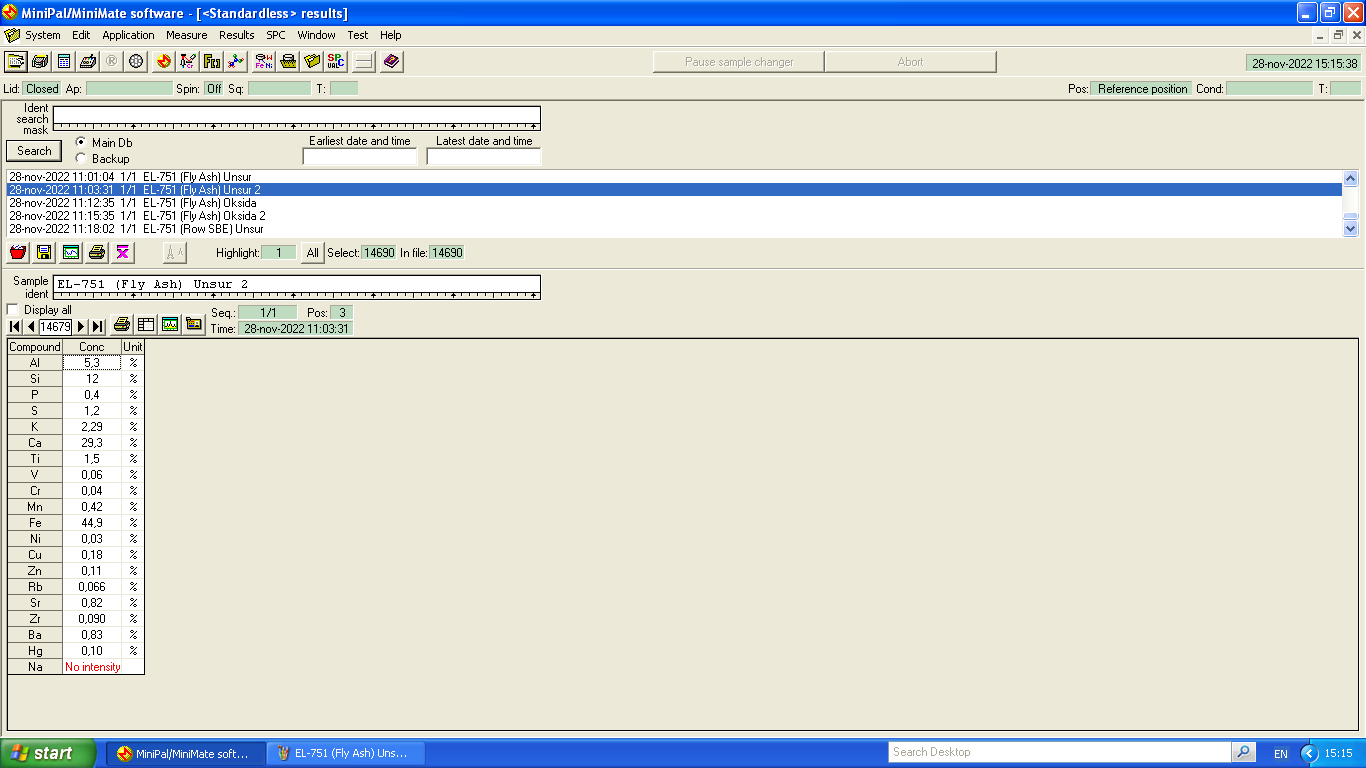 MiniPal/MiniMate software - [<Standardless> results]
System Edit Application Measure Results SPC Window Test Help
Pause sample changer Abort 28-nov-2022 15:15:38
Lid: Closed Ap: Spin: Off Sq: T: Pos: Reference position Cond: T:
Ident search mask
Search Main Db Earliest date and time Latest date and time
Backup
28-nov-2022 11:01:04 1/1 EL-751 (Fly Ash) Unsur
28-nov-2022 11:03:31 1/1 EL-751 (Fly Ash) Unsur 2
28-nov-2022 11:12:35 1/1 EL-751 (Fly Ash) Oksida
28-nov-2022 11:15:35 1/1 EL-751 (Fly Ash) Oksida 2
28-nov-2022 11:18:02 1/1 EL-751 (Row SBE) Unsur
Highlight: 1 All Select: 14690 In file: 14690
Sample ident EL-751 (Fly Ash) Unsur 2
Display all Seq.: 1/1 Pos: 3
14679 Time: 28-nov-2022 11:03:31
Compound Conc Unit
Al 5,3 %
Si 12 %
P 0,4 %
S 1,2 %
K 2,29 %
Ca 29,3 %
Ti 1,5 %
V 0,06 %
Cr 0,04 %
Mn 0,42 %
Fe 44,9 %
Ni 0,03 %
Cu 0,18 %
Zn 0,11 %
Rb 0,066 %
Sr 0,82 %
Zr 0,090 %
Ba 0,83 %
Hg 0,10 %
Na No intensity
start MiniPal/MiniMate soft... EL-751 (Fly Ash) Uns... Search Desktop EN 15:15